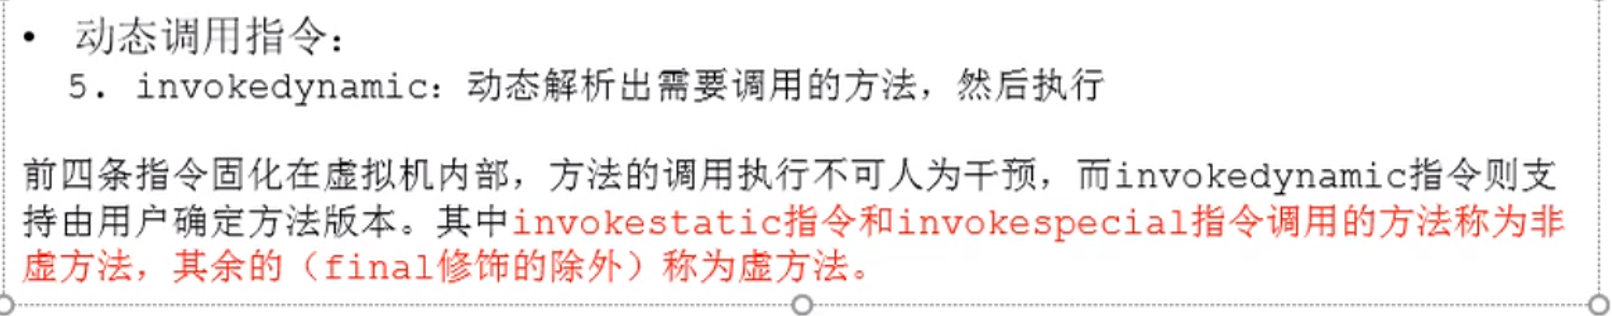 • 动态调用指令：
5. invokedynamic：动态解析出需要调用的方法，然后执行
前四条指令固化在虚拟机内部，方法的调用执行不可人为干预，而invokedynamic指令则支
持由用户确定方法版本。其中invokestatic指令和invokespecial指令调用的方法称为非
虚方法，其余的（final修饰的除外）称为虚方法。